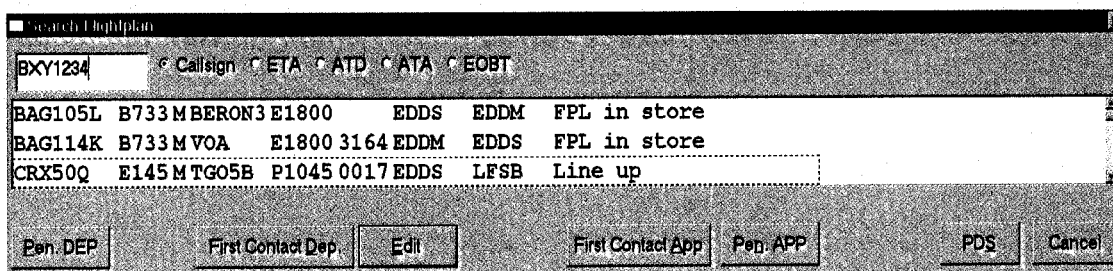 Search Flightplan
BXY1234 Callsign ETA ATD ATA EOBT
BAG105L B733 M BERON3 E1800 EDDS EDDM FPL in store
BAG114K B733 M VOA E1800 3164 EDDM EDDS FPL in store
CRX50Q E145 M TGO5B P1045 0017 EDDS LFSB Line up
Pen. DEP First Contact Dep. Edit First Contact App Pen. APP PDS Cancel